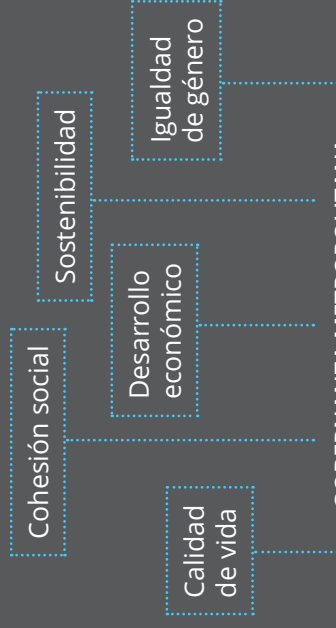 Calidad
de vida
Cohesión social
Desarrollo
económico
Sostenibilidad
Igualdad
de género